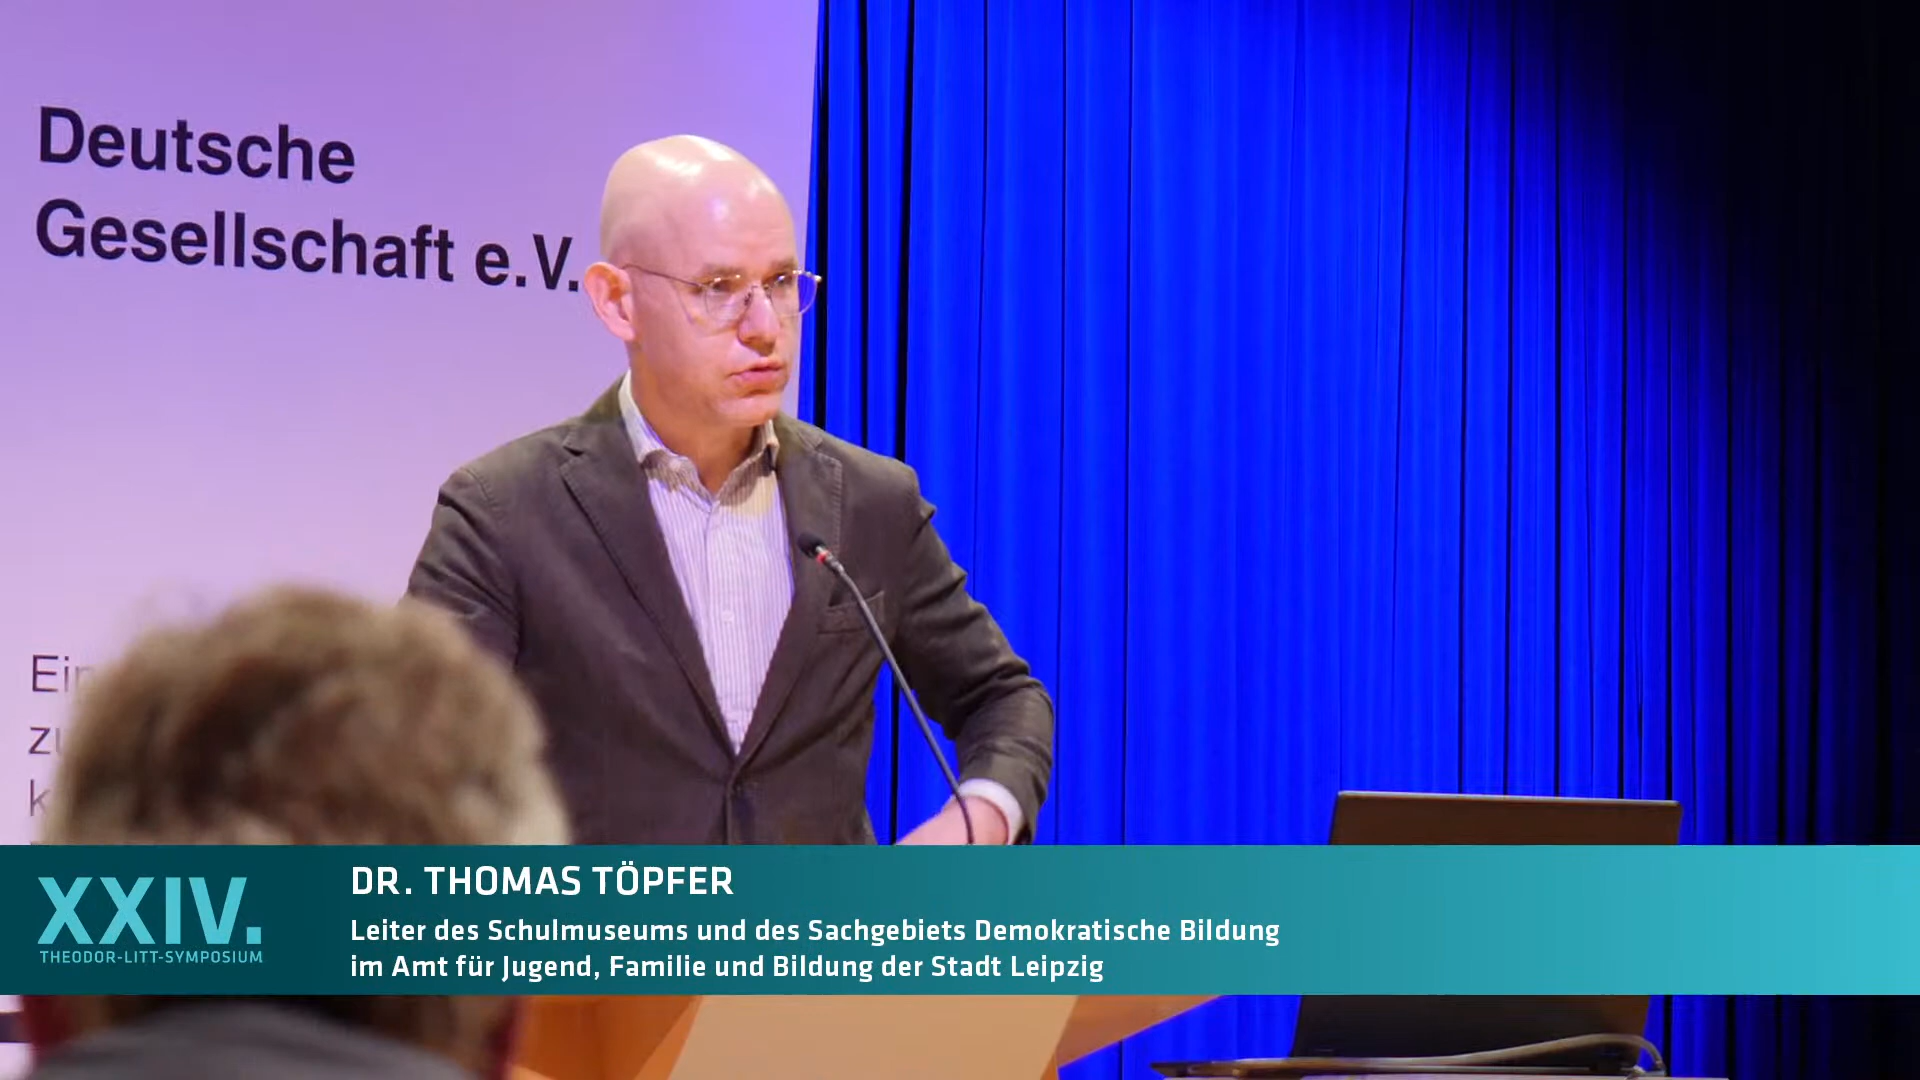 Deutsche
Gesellschaft e.V.
XXIV.
THEODOR-LITT-SYMPOSIUM
DR. THOMAS TÖPFER
Leiter des Schulmuseums und des Sachgebiets Demokratische Bildung
im Amt für Jugend, Familie und Bildung der Stadt Leipzig